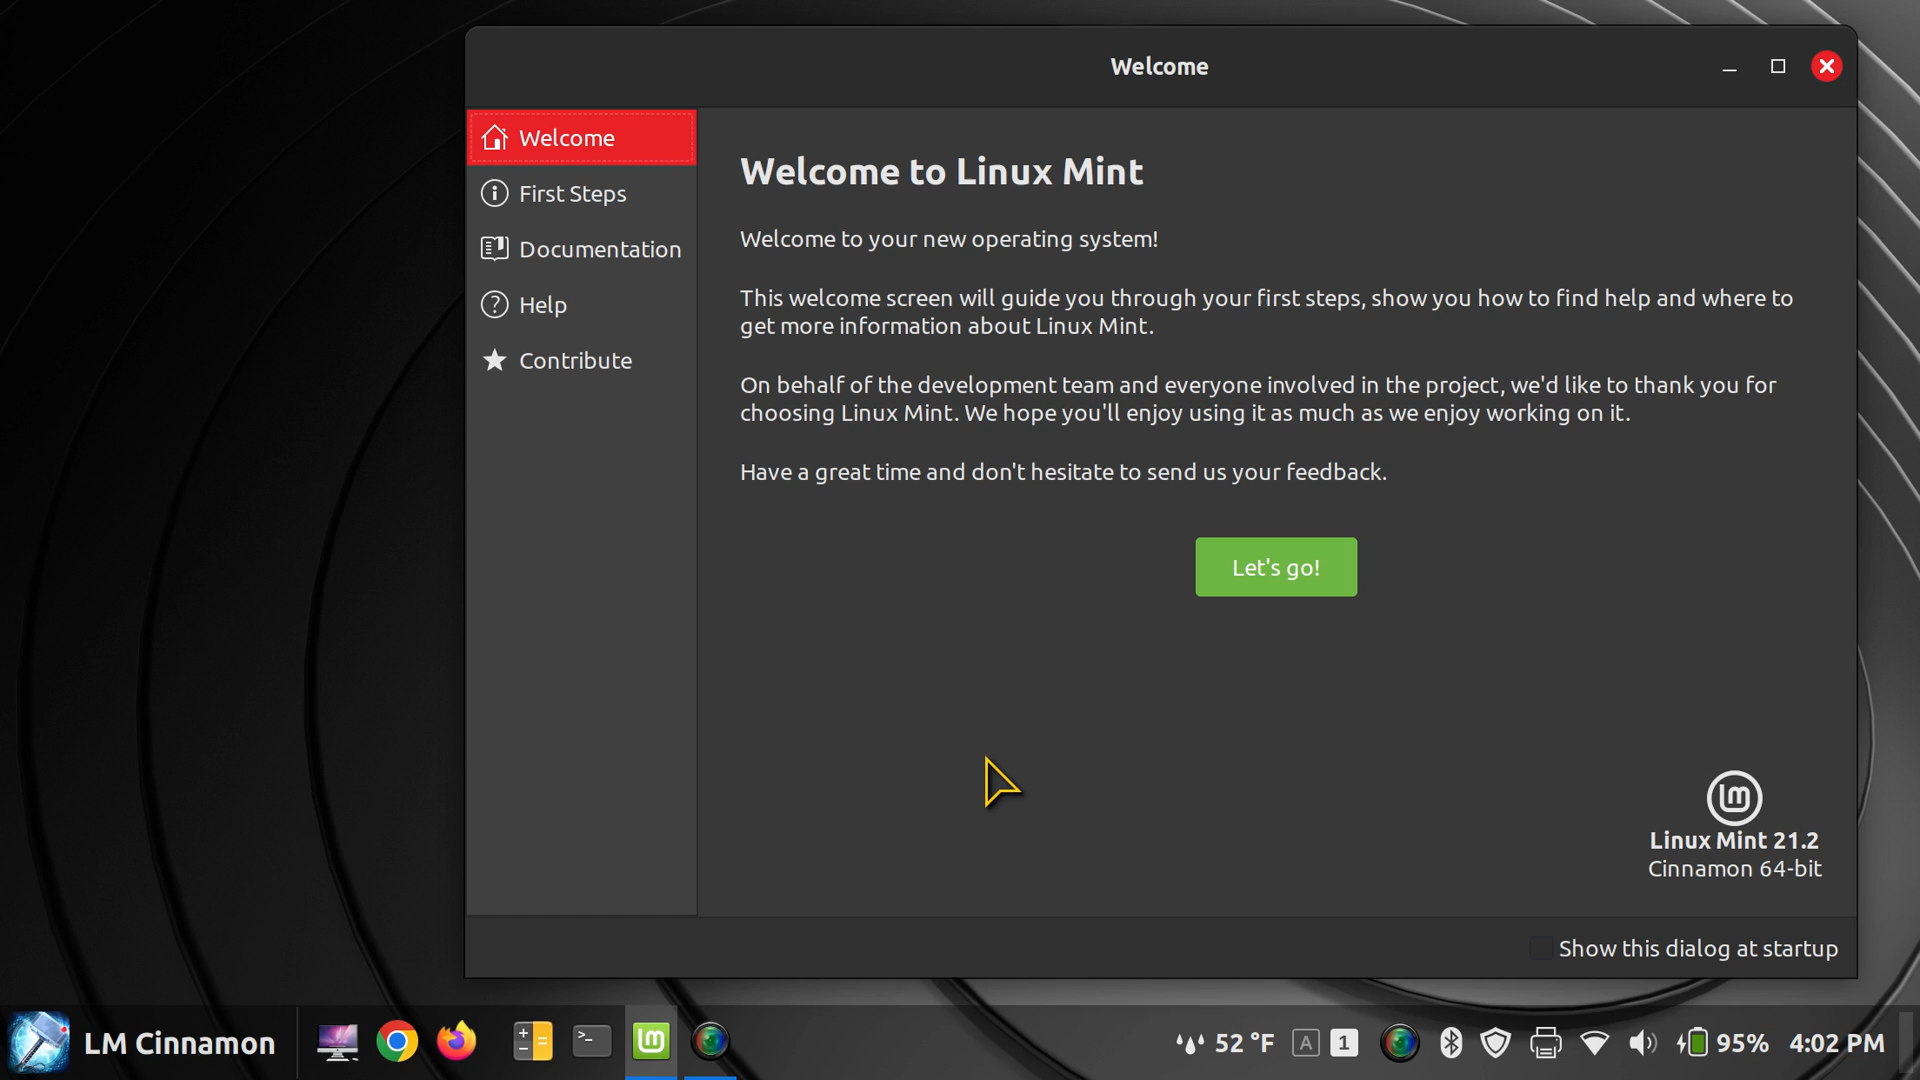 Welcome
Welcome
First Steps
Documentation
Help
Contribute
Welcome to Linux Mint
Welcome to your new operating system!
This welcome screen will guide you through your first steps, show you how to find help and where to
get more information about Linux Mint.
On behalf of the development team and everyone involved in the project, we'd like to thank you for
choosing Linux Mint. We hope you'll enjoy using it as much as we enjoy working on it.
Have a great time and don't hesitate to send us your feedback.
Let's go!
Linux Mint 21.2
Cinnamon 64-bit
Show this dialog at startup
LM Cinnamon
52 °F A 1 95% 4:02 PM